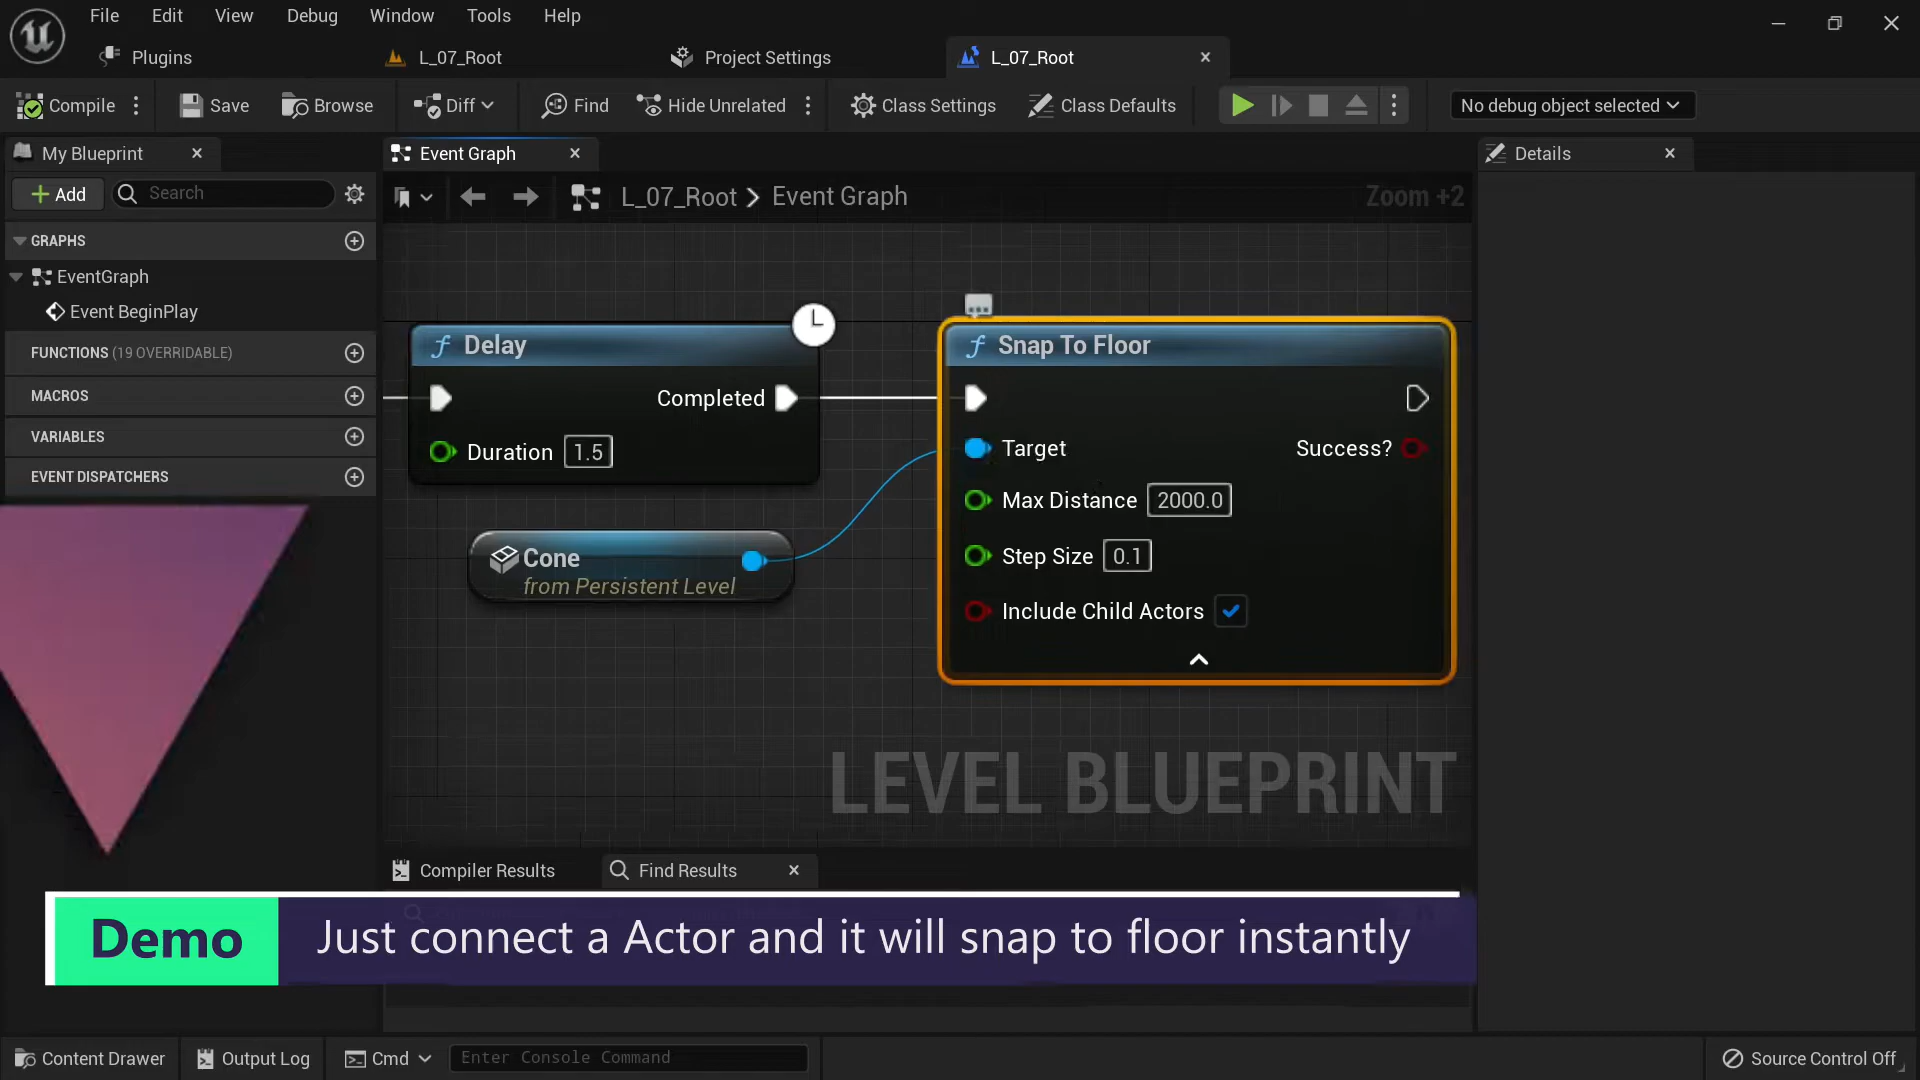 File Edit View Debug Window Tools Help
Plugins L_07_Root Project Settings L_07_Root
Compile Save Browse Diff Find Hide Unrelated Class Settings Class Defaults No debug object selected
My Blueprint Event Graph Details
Add Search L_07_Root Event Graph Zoom +2
GRAPHS
EventGraph
Event BeginPlay
FUNCTIONS (19 OVERRIDABLE)
MACROS
VARIABLES
EVENT DISPATCHERS
Delay
Completed
Duration 1.5
Cone
from Persistent Level
Snap To Floor
Target Success?
Max Distance 2000.0
Step Size 0.1
Include Child Actors
LEVEL BLUEPRINT
Compiler Results Find Results
Demo Just connect a Actor and it will snap to floor instantly
Content Drawer Output Log Cmd Enter Console Command Source Control Off